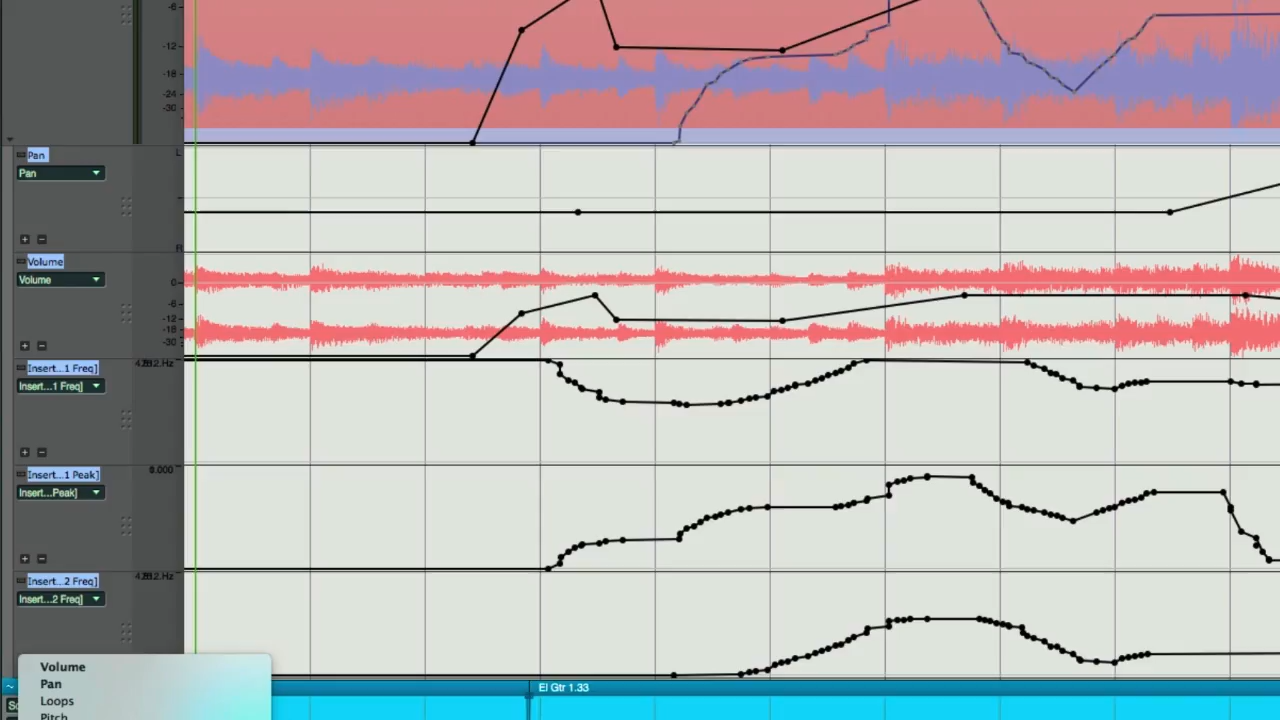 -6
-12
-18
-24
-30
Pan
L
Pan
R
Volume
Volume
0
-6
-12
-18
-30
Insert...1 Freq]
Insert...1 Freq]
Insert...1 Peak]
8.000
Insert...Peak]
Insert...2 Freq]
Insert...2 Freq]
Volume
Pan
El Gtr 1.33
Loops
Pitch